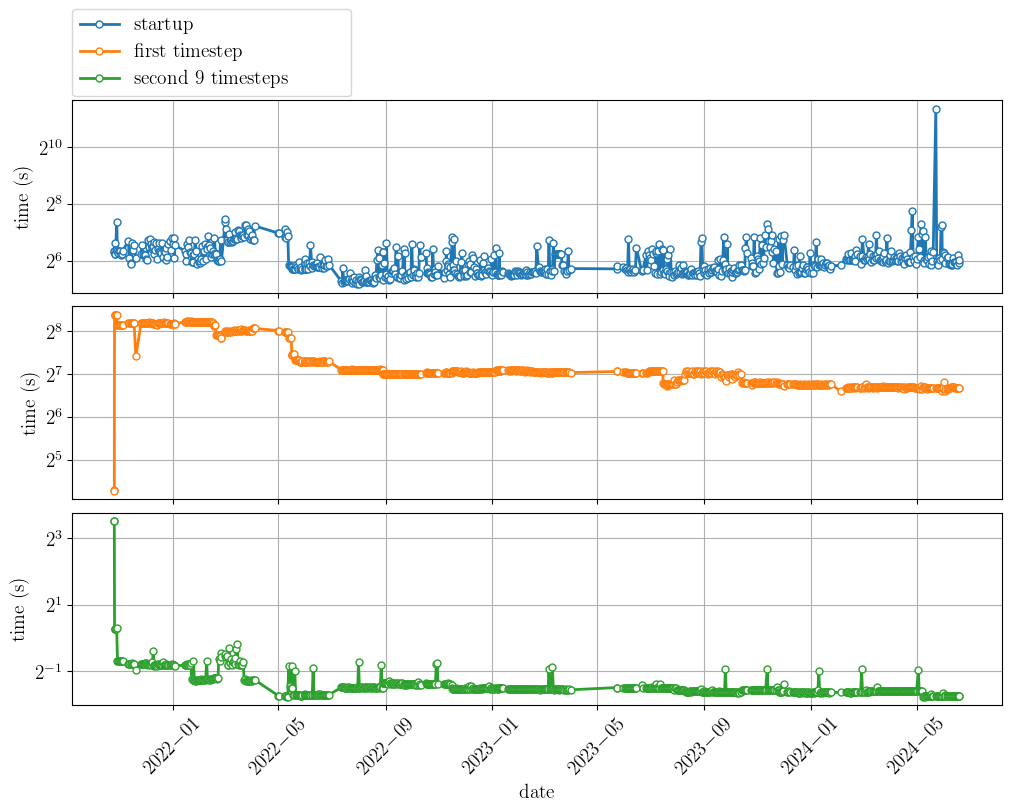 startup
first timestep
second 9 timesteps
time (s)
2^10
2^8
2^6
time (s)
2^8
2^7
2^6
2^5
time (s)
2^3
2^1
2^−1
2022−01
2022−05
2022−09
2023−01
2023−05
2023−09
2024−01
2024−05
date